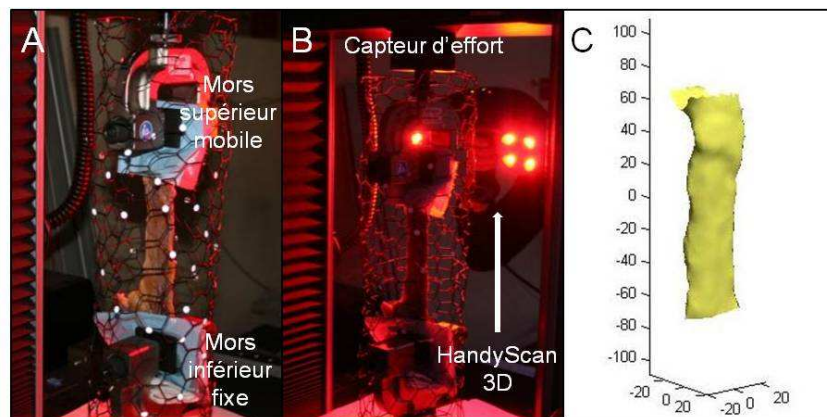 A
Mors
supérieur
mobile
Mors
inférieur
fixe
B
Capteur d'effort
HandyScan
3D
C
100
80
60
40
20
0
-20
-40
-60
-80
-100
-20
0
20
-20
0
20